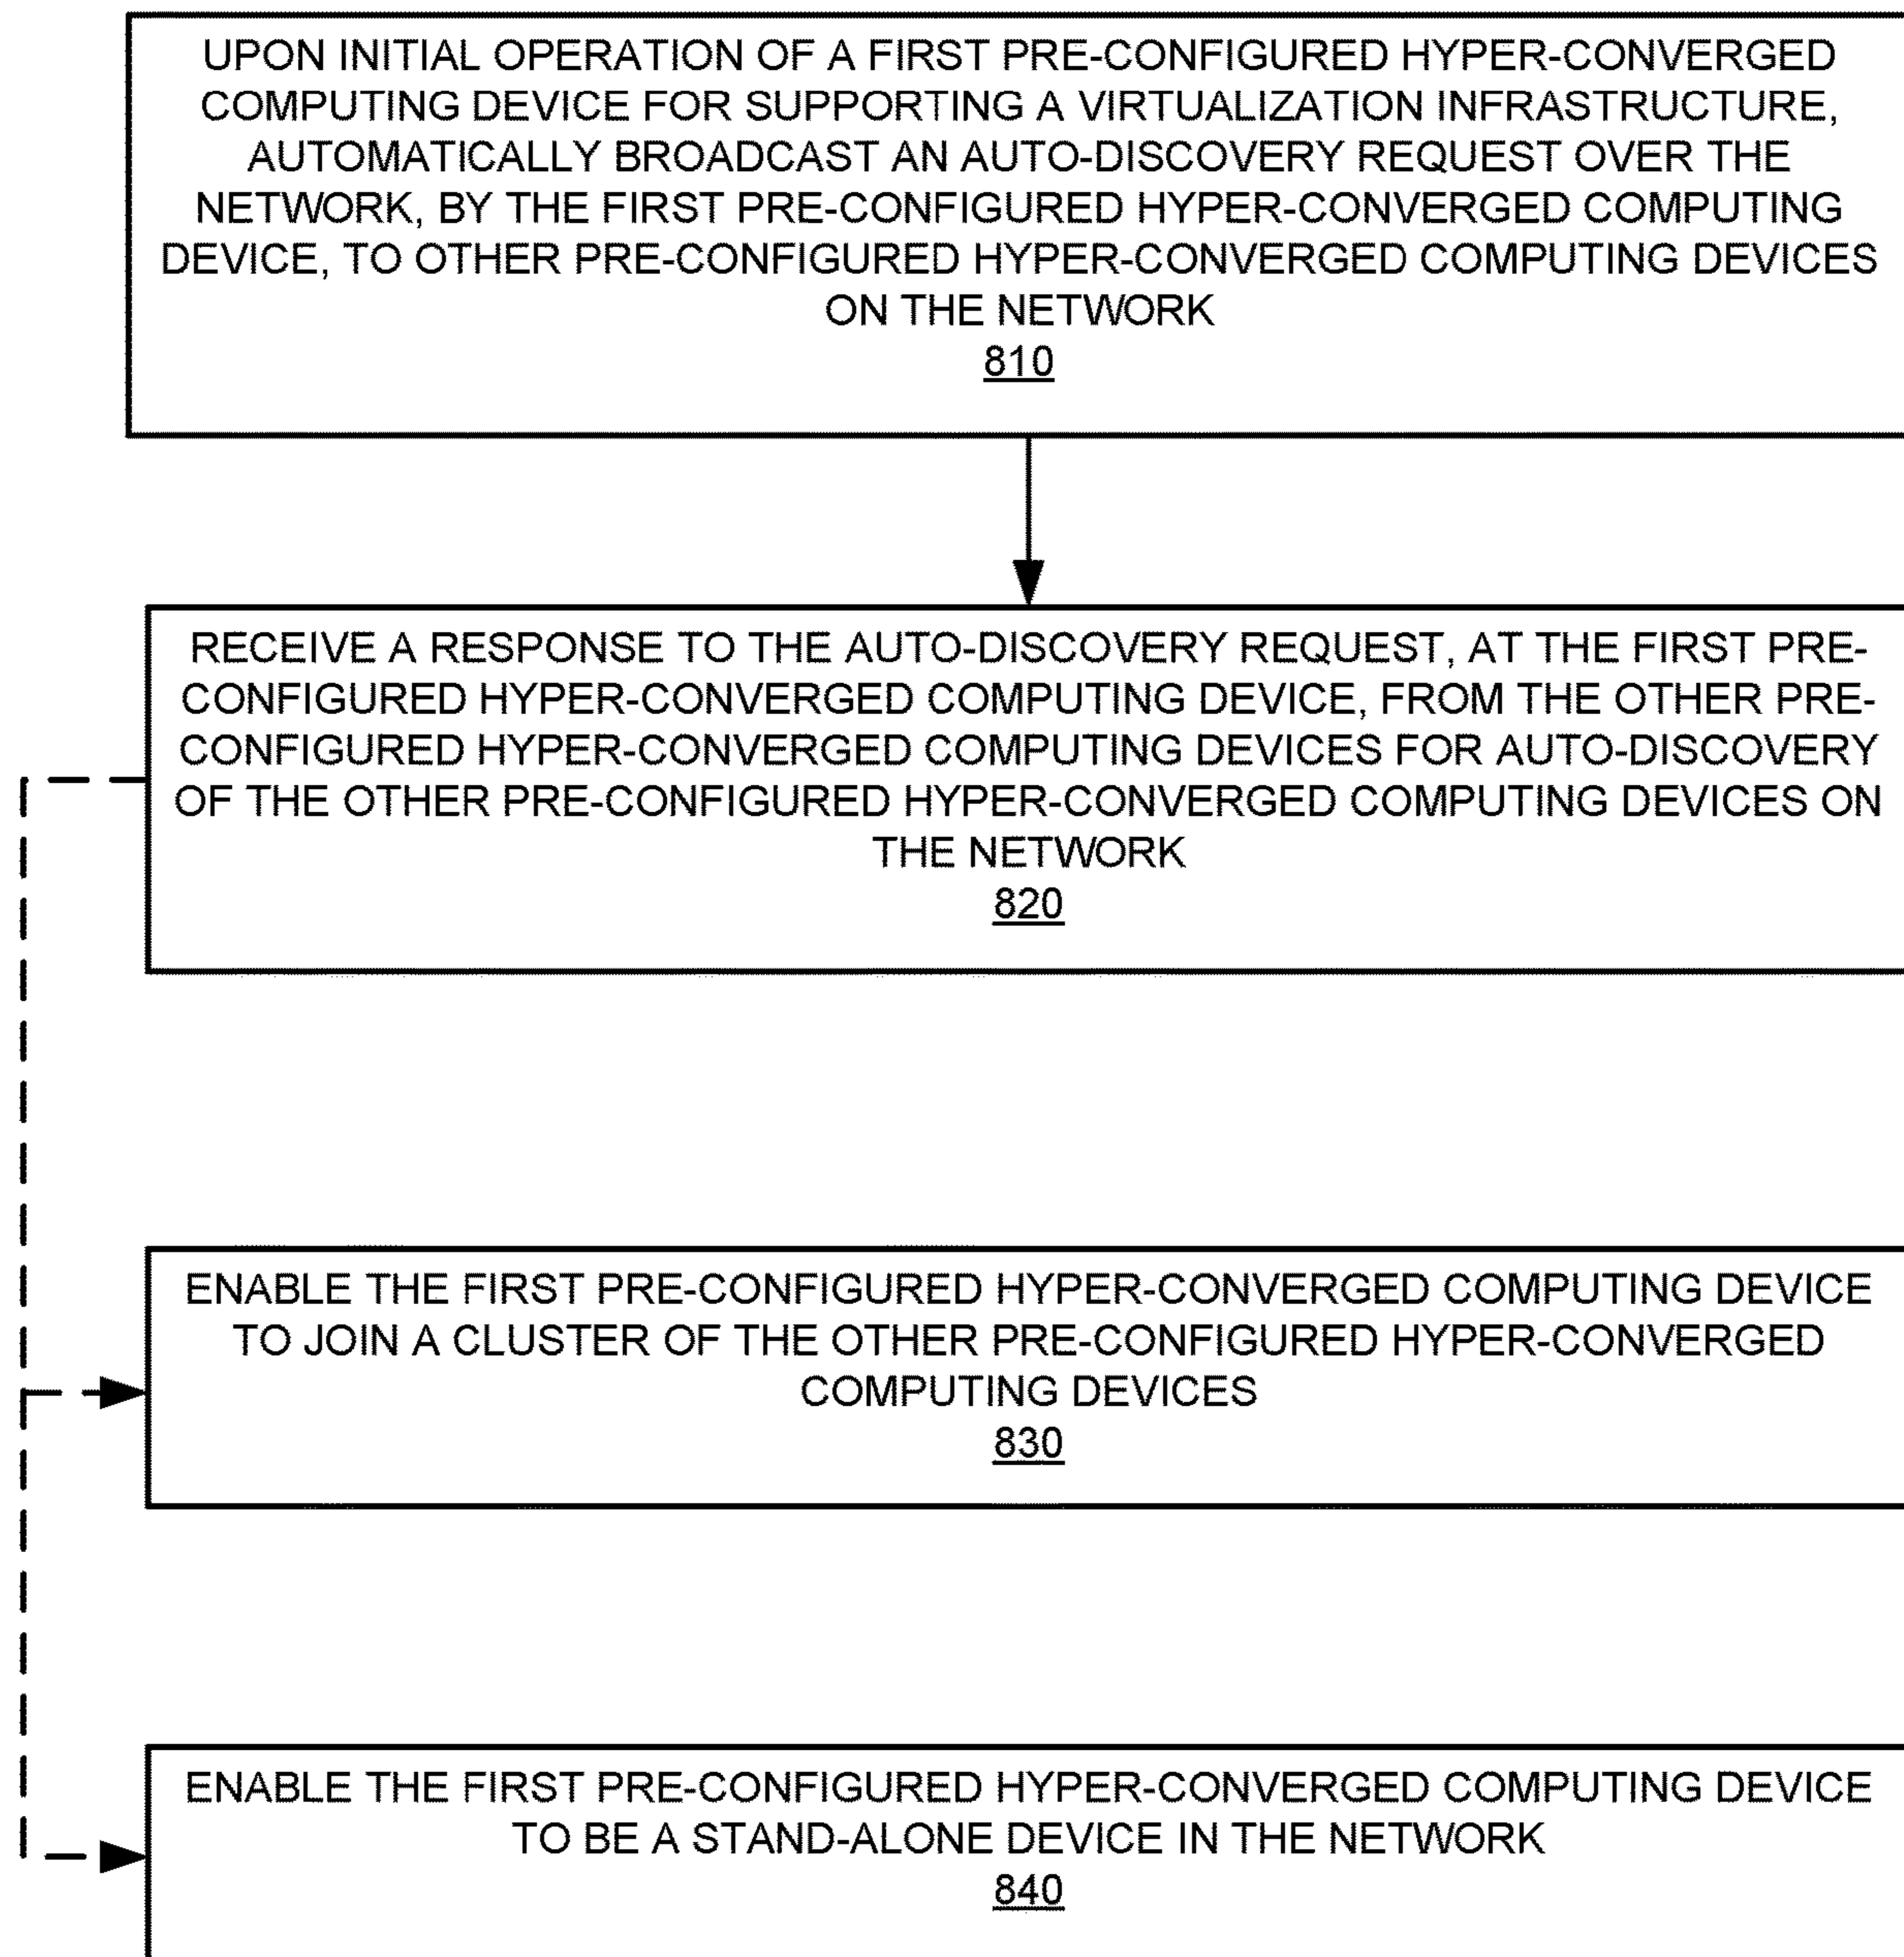 UPON INITIAL OPERATION OF A FIRST PRE-CONFIGURED HYPER-CONVERGED
COMPUTING DEVICE FOR SUPPORTING A VIRTUALIZATION INFRASTRUCTURE,
AUTOMATICALLY BROADCAST AN AUTO-DISCOVERY REQUEST OVER THE
NETWORK, BY THE FIRST PRE-CONFIGURED HYPER-CONVERGED COMPUTING
DEVICE, TO OTHER PRE-CONFIGURED HYPER-CONVERGED COMPUTING DEVICES
ON THE NETWORK
810
RECEIVE A RESPONSE TO THE AUTO-DISCOVERY REQUEST, AT THE FIRST PRE-
CONFIGURED HYPER-CONVERGED COMPUTING DEVICE, FROM THE OTHER PRE-
CONFIGURED HYPER-CONVERGED COMPUTING DEVICES FOR AUTO-DISCOVERY
OF THE OTHER PRE-CONFIGURED HYPER-CONVERGED COMPUTING DEVICES ON
THE NETWORK
820
ENABLE THE FIRST PRE-CONFIGURED HYPER-CONVERGED COMPUTING DEVICE
TO JOIN A CLUSTER OF THE OTHER PRE-CONFIGURED HYPER-CONVERGED
COMPUTING DEVICES
830
ENABLE THE FIRST PRE-CONFIGURED HYPER-CONVERGED COMPUTING DEVICE
TO BE A STAND-ALONE DEVICE IN THE NETWORK
840